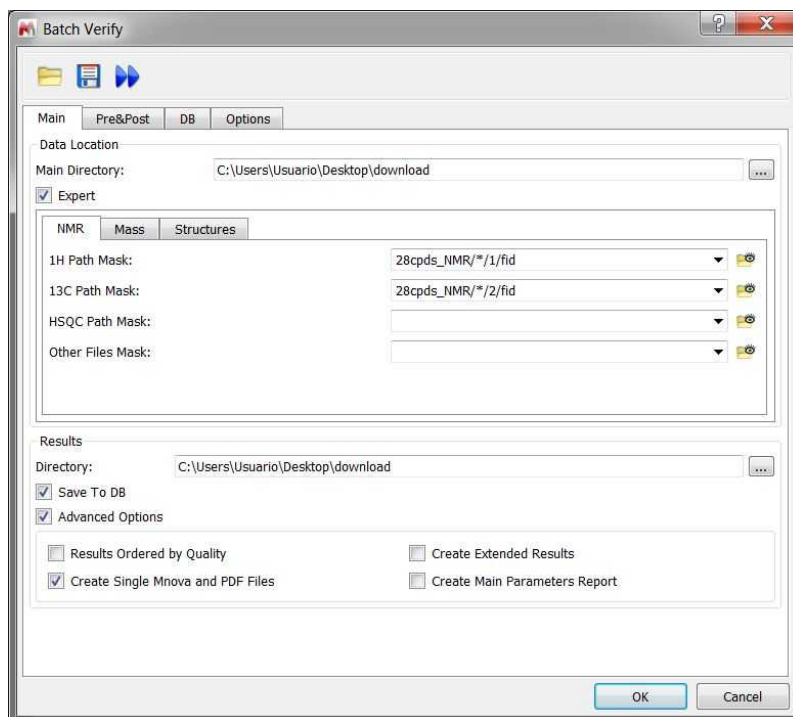 Batch Verify
Main Pre&Post DB Options
Data Location
Main Directory: C:\Users\Usuario\Desktop\download ...
Expert
NMR Mass Structures
1H Path Mask: 28cpds_NMR/*/1/fid
13C Path Mask: 28cpds_NMR/*/2/fid
HSQC Path Mask:
Other Files Mask:
Results
Directory: C:\Users\Usuario\Desktop\download ...
Save To DB
Advanced Options
Results Ordered by Quality Create Extended Results
Create Single Mnova and PDF Files Create Main Parameters Report
OK Cancel